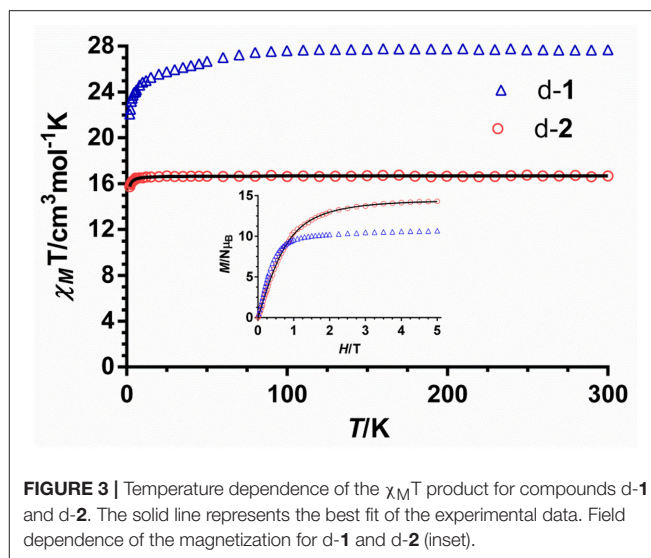 28
24
20
16
12
8
4
0
χMT/cm³mol⁻¹K
d-1
d-2
15
10
5
0
M/NμB
0 1 2 3 4 5
H/T
0 100 200 300
T/K
FIGURE 3 | Temperature dependence of the χMT product for compounds d-1
and d-2. The solid line represents the best fit of the experimental data. Field
dependence of the magnetization for d-1 and d-2 (inset).